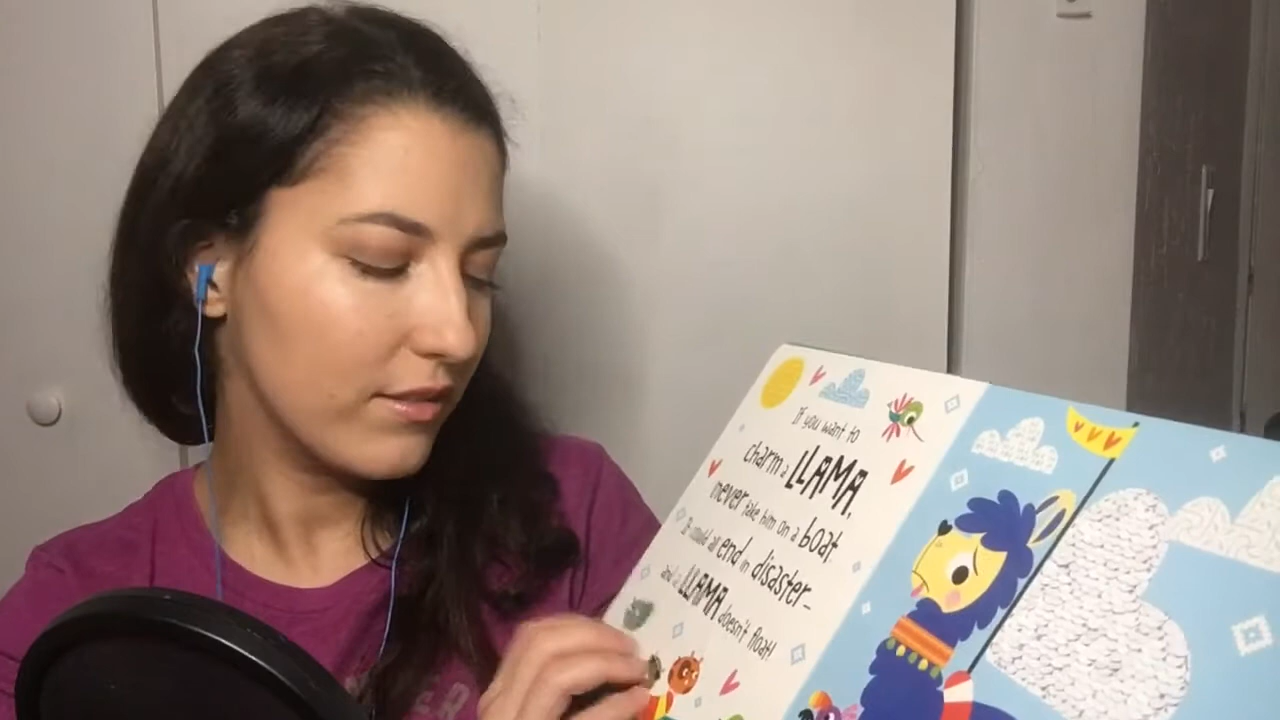 If you want to
charm a LLAMA,
never take him on a boat.
It could all end in disaster–
and a LLAMA doesn't float!